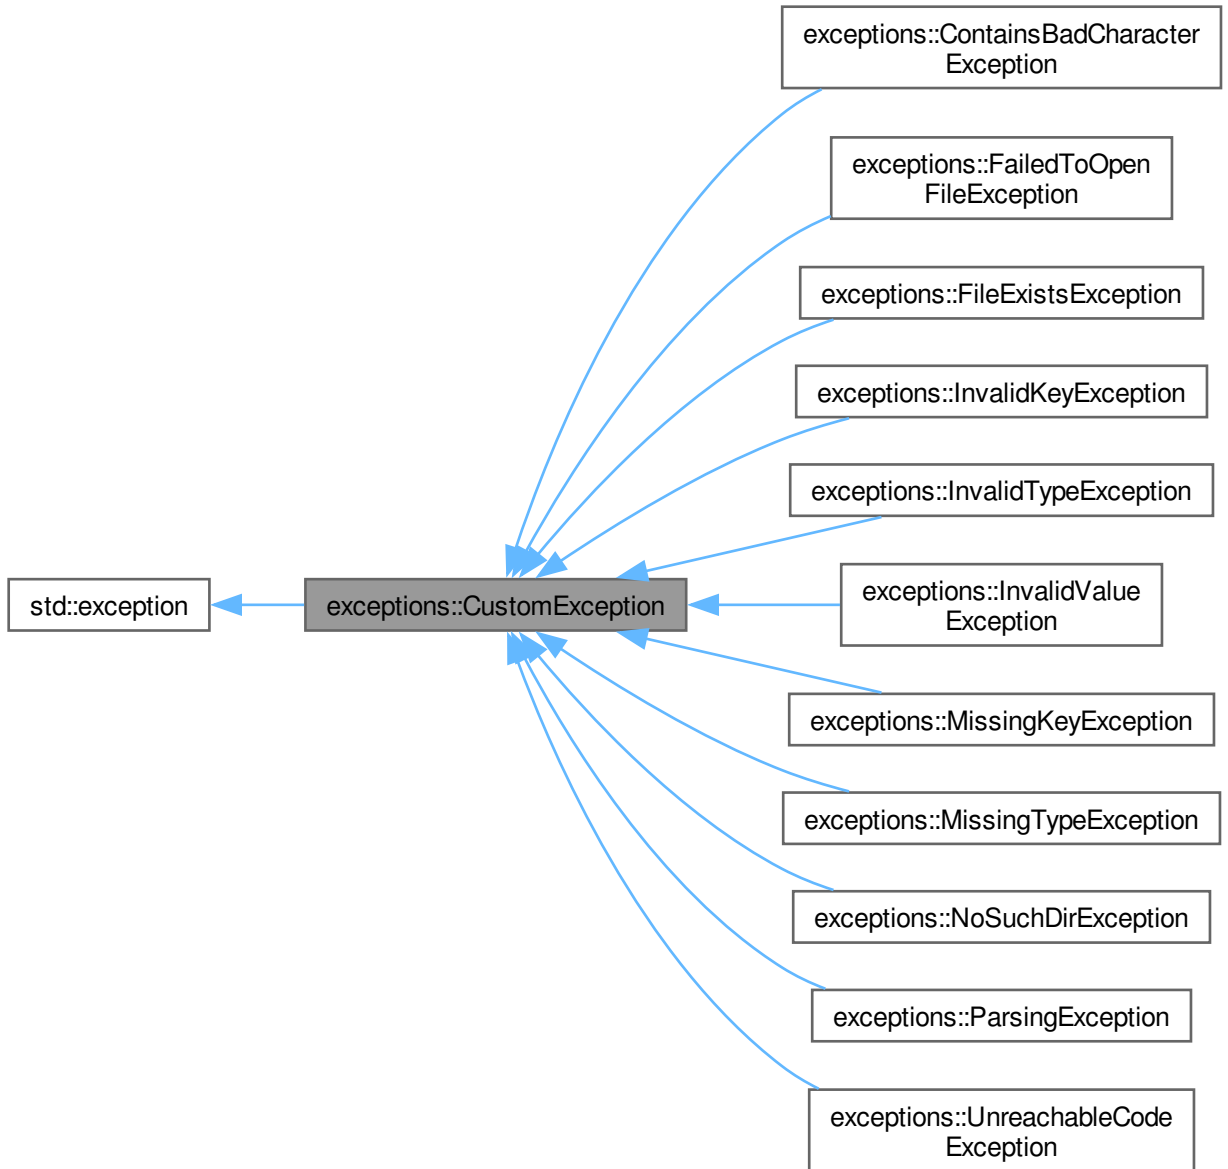 exceptions::ContainsBadCharacter
Exception
exceptions::FailedToOpen
FileException
exceptions::FileExistsException
exceptions::InvalidKeyException
exceptions::InvalidTypeException
std::exception
exceptions::CustomException
exceptions::InvalidValue
Exception
exceptions::MissingKeyException
exceptions::MissingTypeException
exceptions::NoSuchDirException
exceptions::ParsingException
exceptions::UnreachableCode
Exception